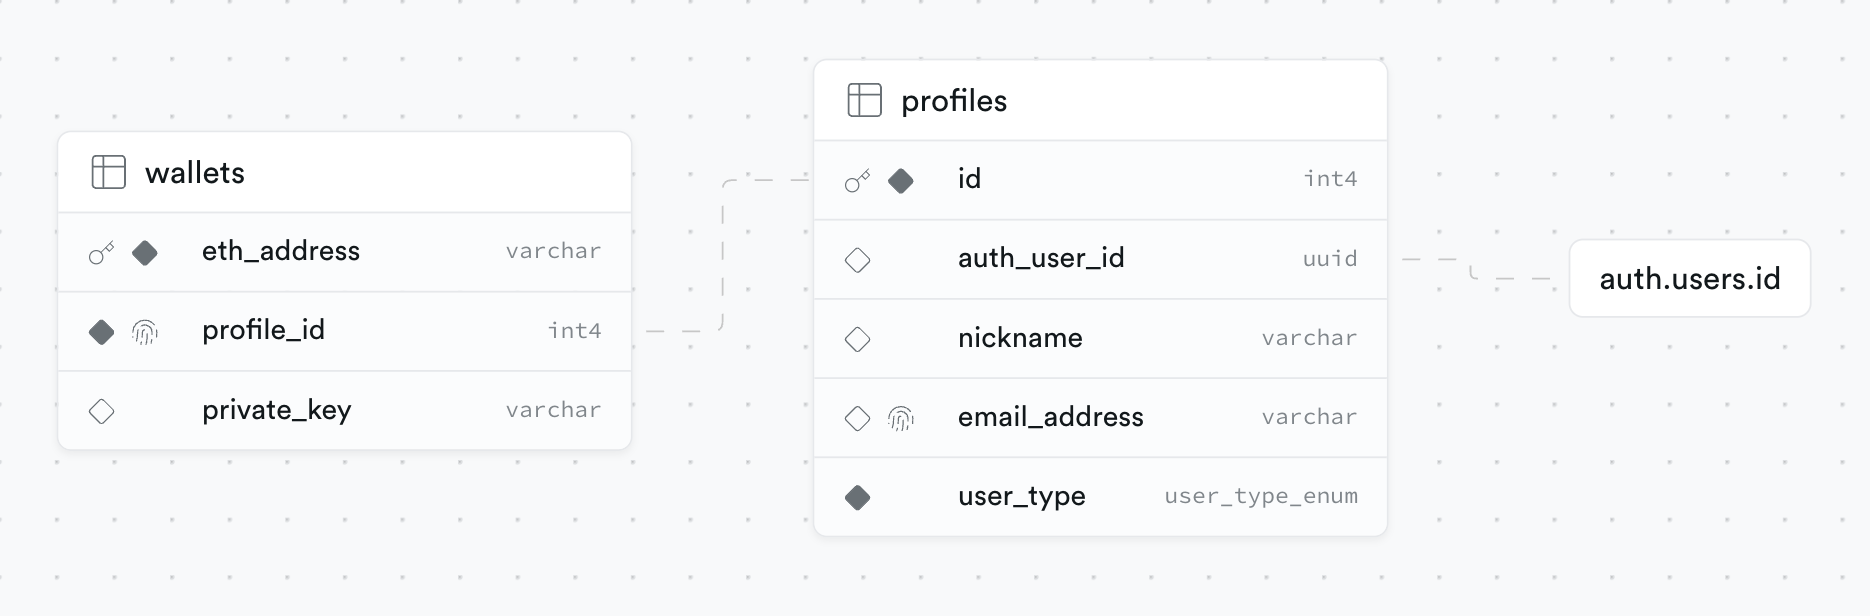 wallets
eth_address varchar
profile_id int4
private_key varchar
profiles
id int4
auth_user_id uuid
nickname varchar
email_address varchar
user_type user_type_enum
auth.users.id